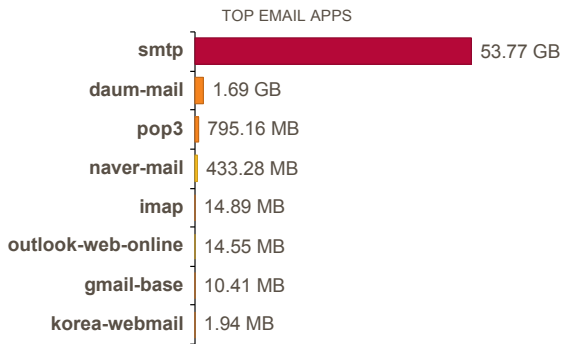 TOP EMAIL APPS
smtp 53.77 GB
daum-mail 1.69 GB
pop3 795.16 MB
naver-mail 433.28 MB
imap 14.89 MB
outlook-web-online 14.55 MB
gmail-base 10.41 MB
korea-webmail 1.94 MB